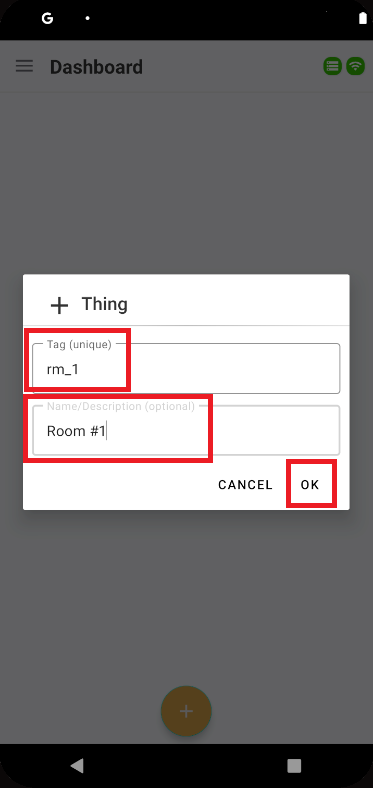 G
Dashboard
+ Thing
Tag (unique)
rm_1
Name/Description (optional)
Room #1
CANCEL
OK
+